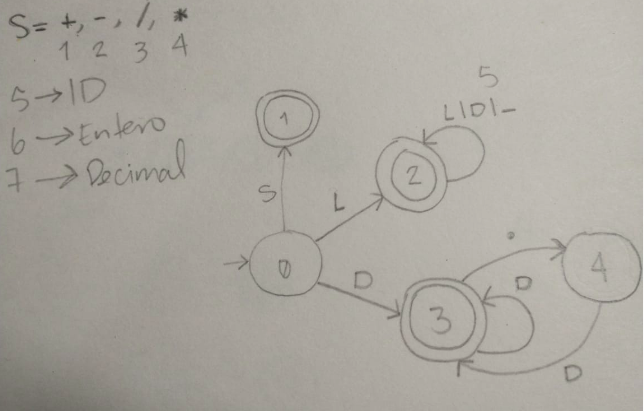 S= +, -, /, *
1 2 3 4
5 → ID
6 → Entero
7 → Decimal
5
L|D|_
1
2
S
L
0
D
.
4
3
D
D